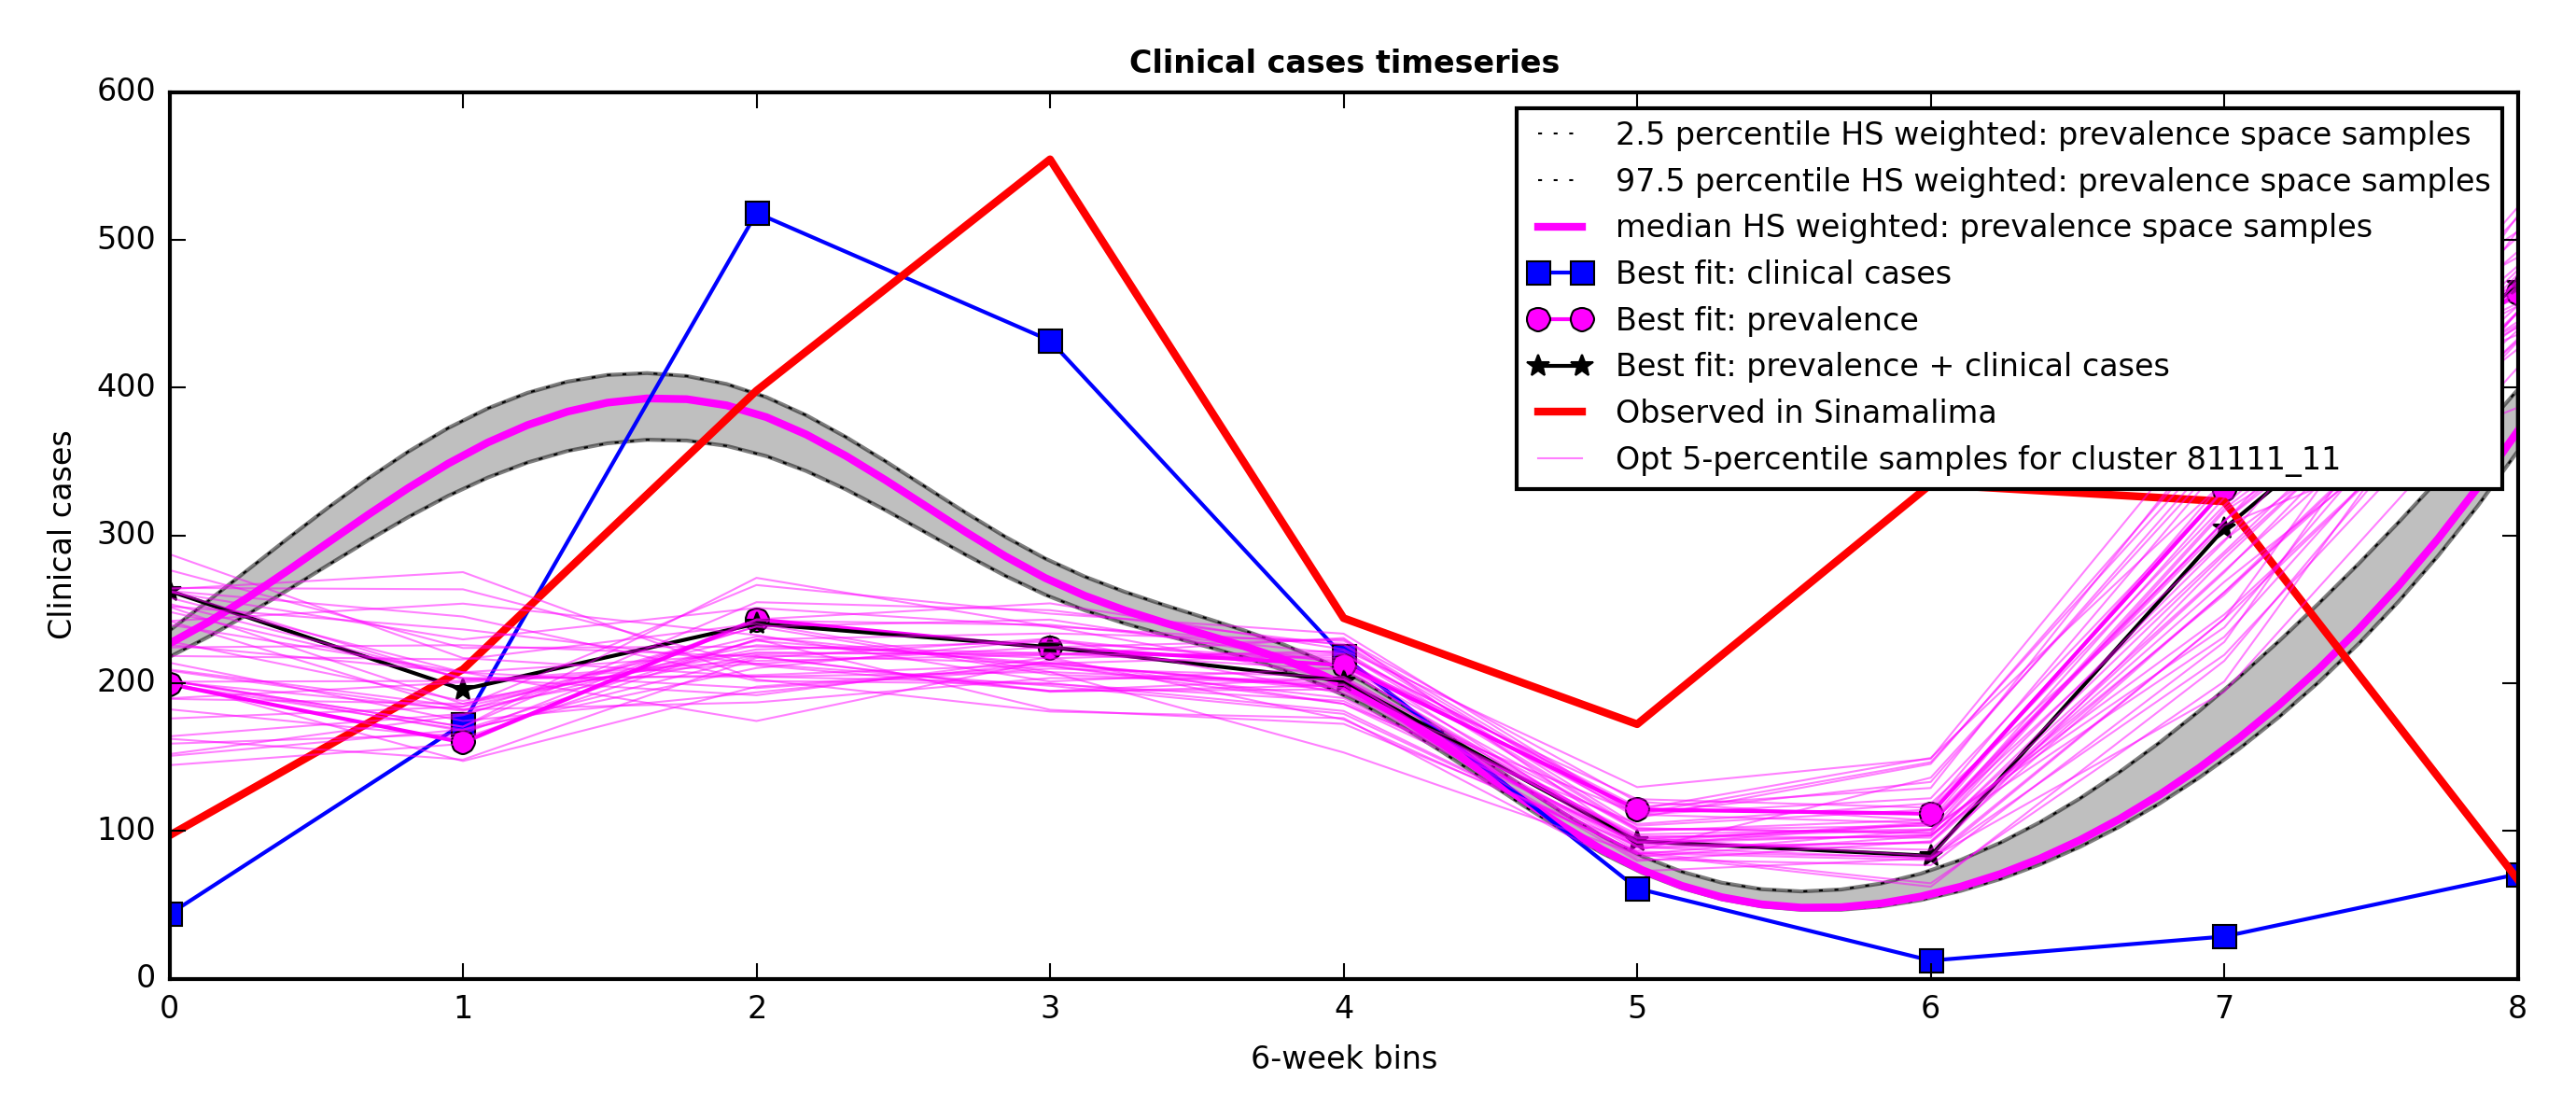 Clinical cases timeseries
600
500
400
300
200
100
0
Clinical cases
2.5 percentile HS weighted: prevalence space samples
97.5 percentile HS weighted: prevalence space samples
median HS weighted: prevalence space samples
Best fit: clinical cases
Best fit: prevalence
Best fit: prevalence + clinical cases
Observed in Sinamalima
Opt 5-percentile samples for cluster 81111_11
0 1 2 3 4 5 6 7 8
6-week bins